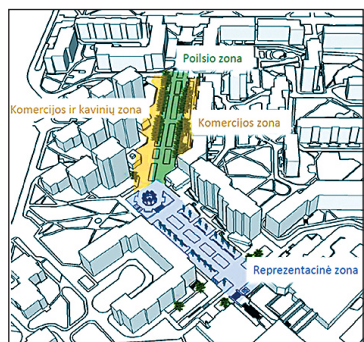 Poilsio zona
Komercijos ir kavinių zona
Komercijos zona
Reprezentacinė zona